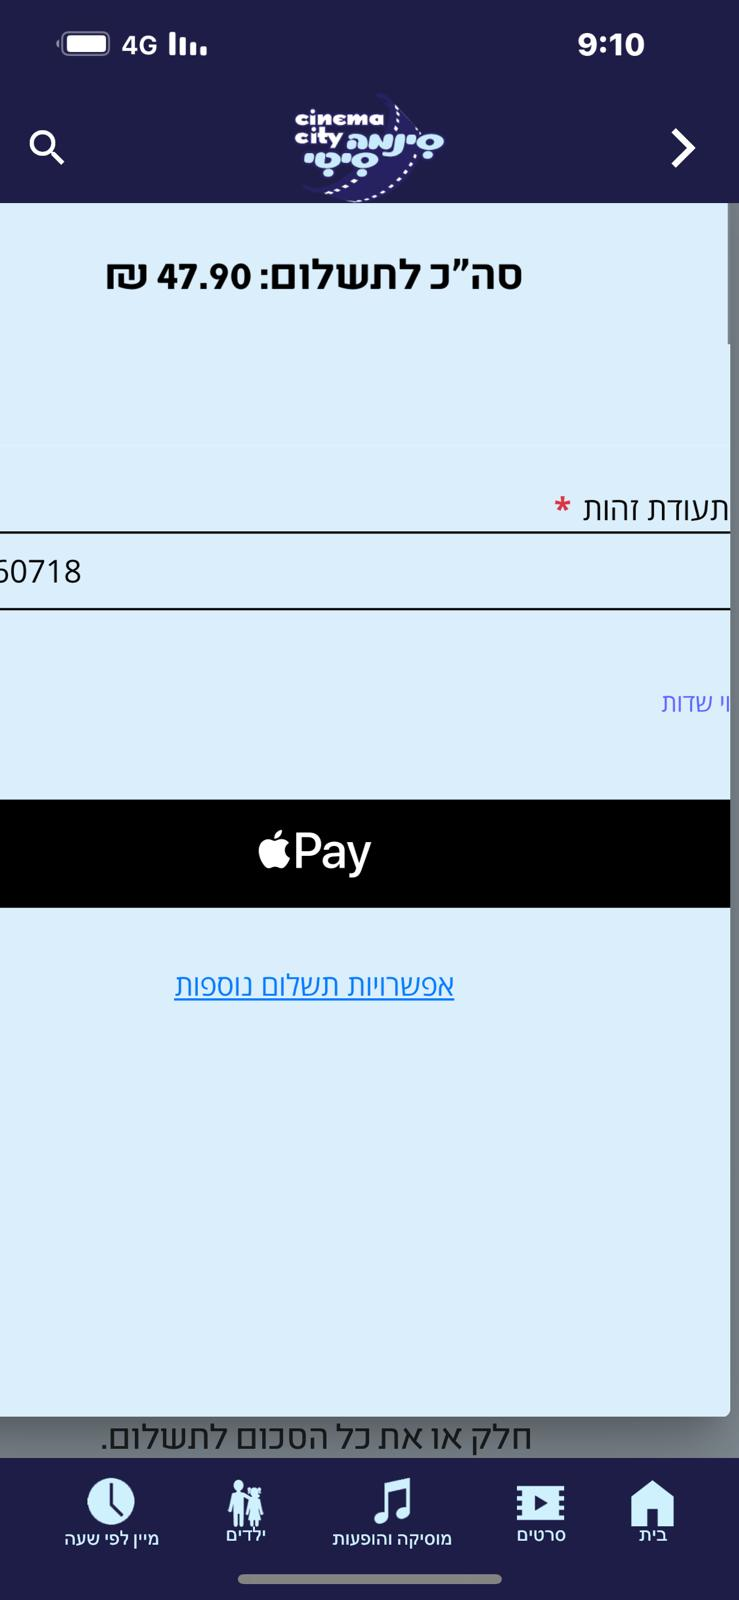 9:10
4G
cinema
city סינמה
סיטי
סה"כ לתשלום: 47.90 ₪
תעודת זהות *
60718
וי שדות
Pay
אפשרויות תשלום נוספות
חלק או את כל הסכום לתשלום.
בית
סרטים
מוסיקה והופעות
ילדים
מיין לפי שעה